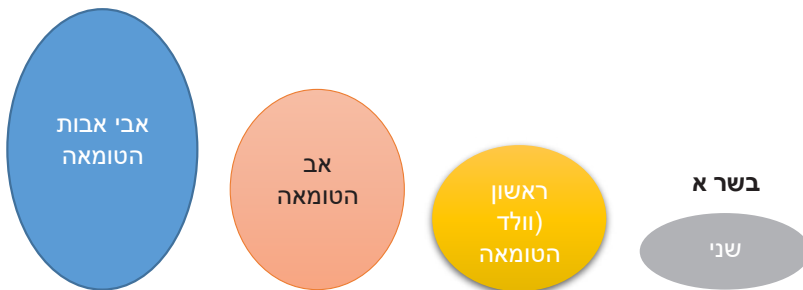 אבי אבות
הטומאה
אב
הטומאה
ראשון
(וולד
הטומאה
בשר א
שני